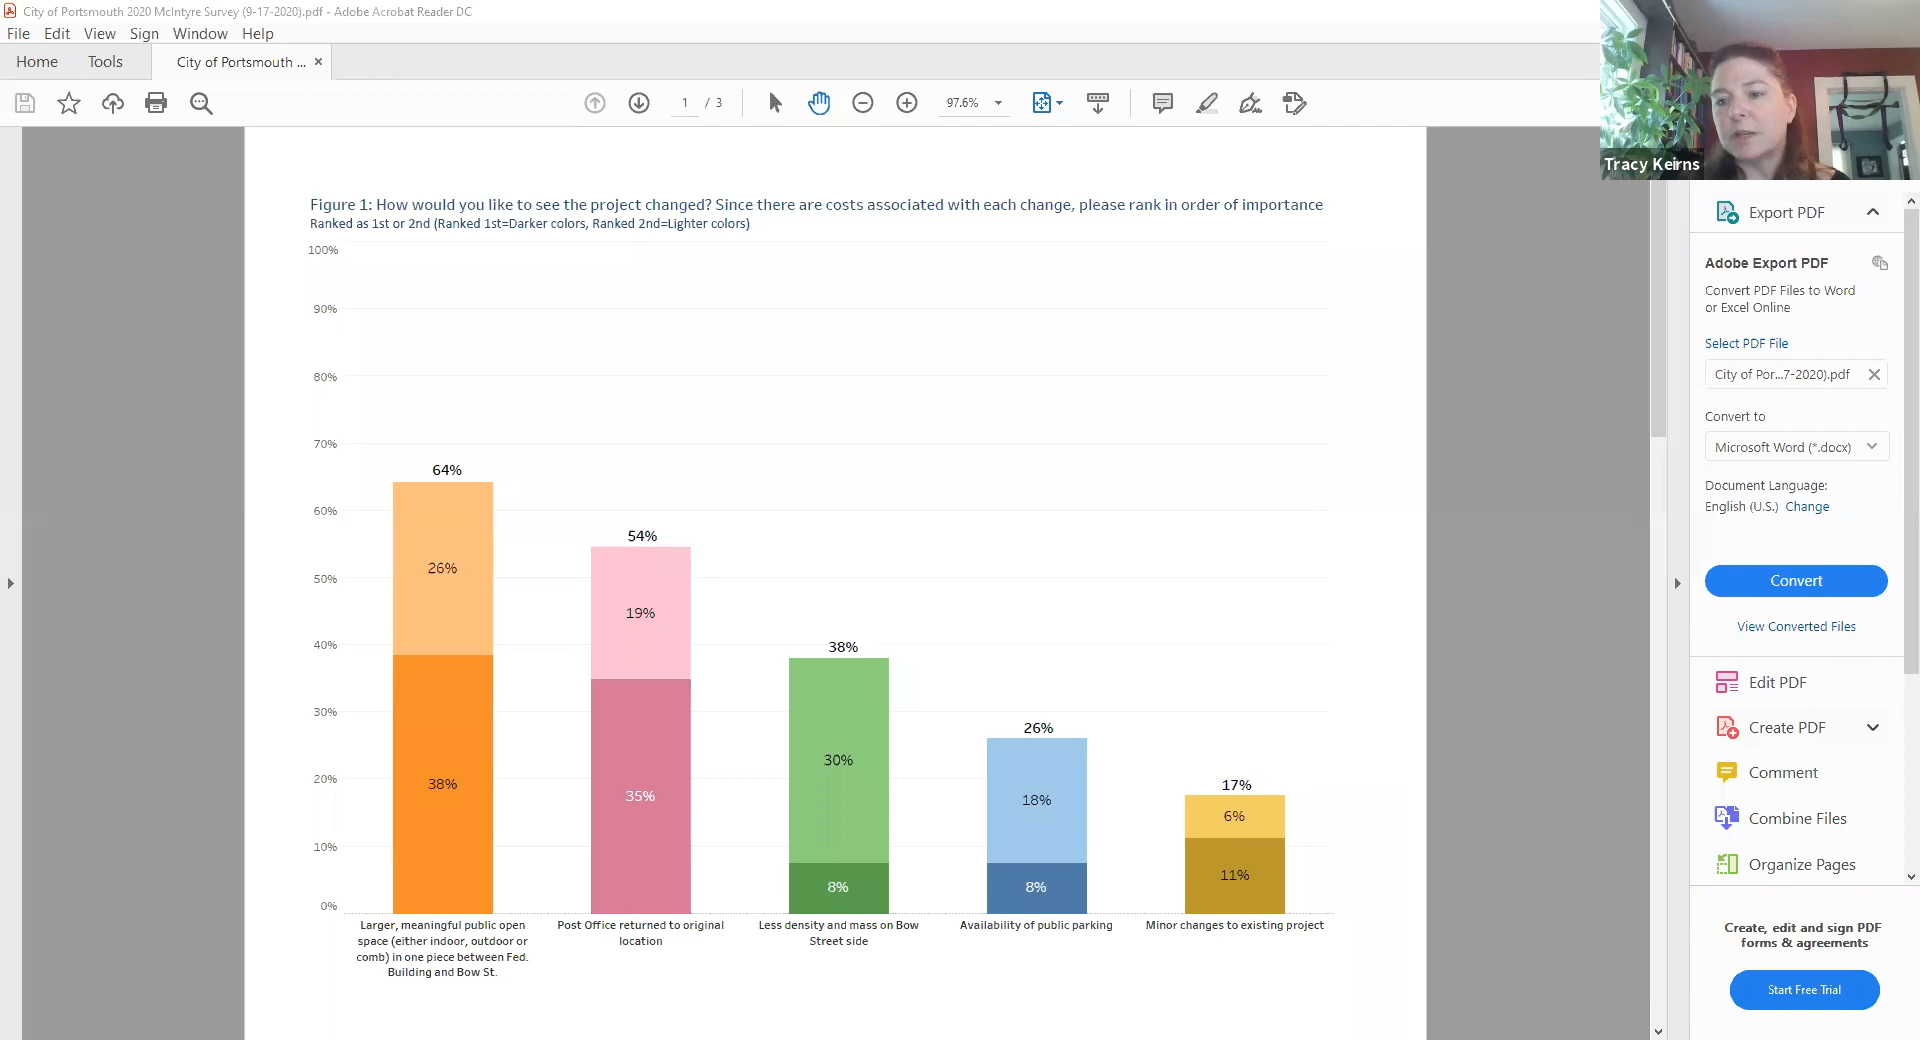 City of Portsmouth 2020 McIntyre Survey (9-17-2020).pdf - Adobe Acrobat Reader DC
File Edit View Sign Window Help
Home Tools City of Portsmouth ... ×
1 / 3 97.6%
Tracy Keirns
Figure 1: How would you like to see the project changed? Since there are costs associated with each change, please rank in order of importance
Ranked as 1st or 2nd (Ranked 1st=Darker colors, Ranked 2nd=Lighter colors)
100%
90%
80%
70%
60%
50%
40%
30%
20%
10%
0%
64%
26%
38%
54%
19%
35%
38%
30%
8%
26%
18%
8%
17%
6%
11%
Larger, meaningful public open
space (either indoor, outdoor or
comb) in one piece between Fed.
Building and Bow St.
Post Office returned to original
location
Less density and mass on Bow
Street side
Availability of public parking
Minor changes to existing project
Export PDF
Adobe Export PDF
Convert PDF Files to Word
or Excel Online
Select PDF File
City of Por...7-2020).pdf
Convert to
Microsoft Word (*.docx)
Document Language:
English (U.S.) Change
Convert
View Converted Files
Edit PDF
Create PDF
Comment
Combine Files
Organize Pages
Create, edit and sign PDF
forms & agreements
Start Free Trial